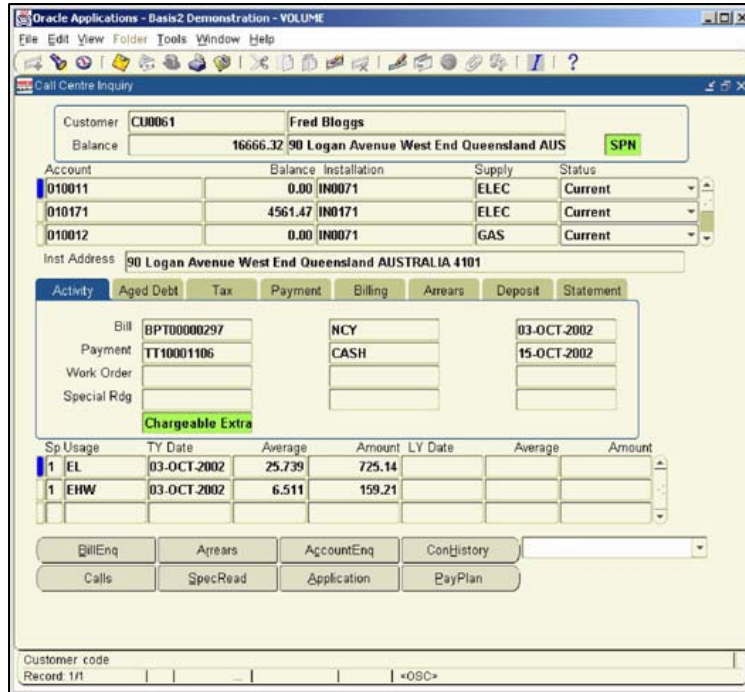 Oracle Applications - Basis2 Demonstration - VOLUME
File Edit View Folder Tools Window Help
Call Centre Inquiry
Customer CU0061 Fred Bloggs
Balance 16666.32 90 Logan Avenue West End Queensland AUS SPN
Account Balance Installation Supply Status
010011 0.00 IN0071 ELEC Current
010171 4561.47 IN0171 ELEC Current
010012 0.00 IN0071 GAS Current
Inst Address 90 Logan Avenue West End Queensland AUSTRALIA 4101
Activity Aged Debt Tax Payment Billing Arrears Deposit Statement
Bill BPT00000297 NCY 03-OCT-2002
Payment TT10001106 CASH 15-OCT-2002
Work Order
Special Rdg
Chargeable Extra
Sp Usage TY Date Average Amount LY Date Average Amount
1 EL 03-OCT-2002 25.739 725.14
1 EHW 03-OCT-2002 6.511 159.21
BillEnq Arrears AccountEnq ConHistory
Calls SpecRead Application PayPlan
Customer code
Record: 1/1 ... <OSC>